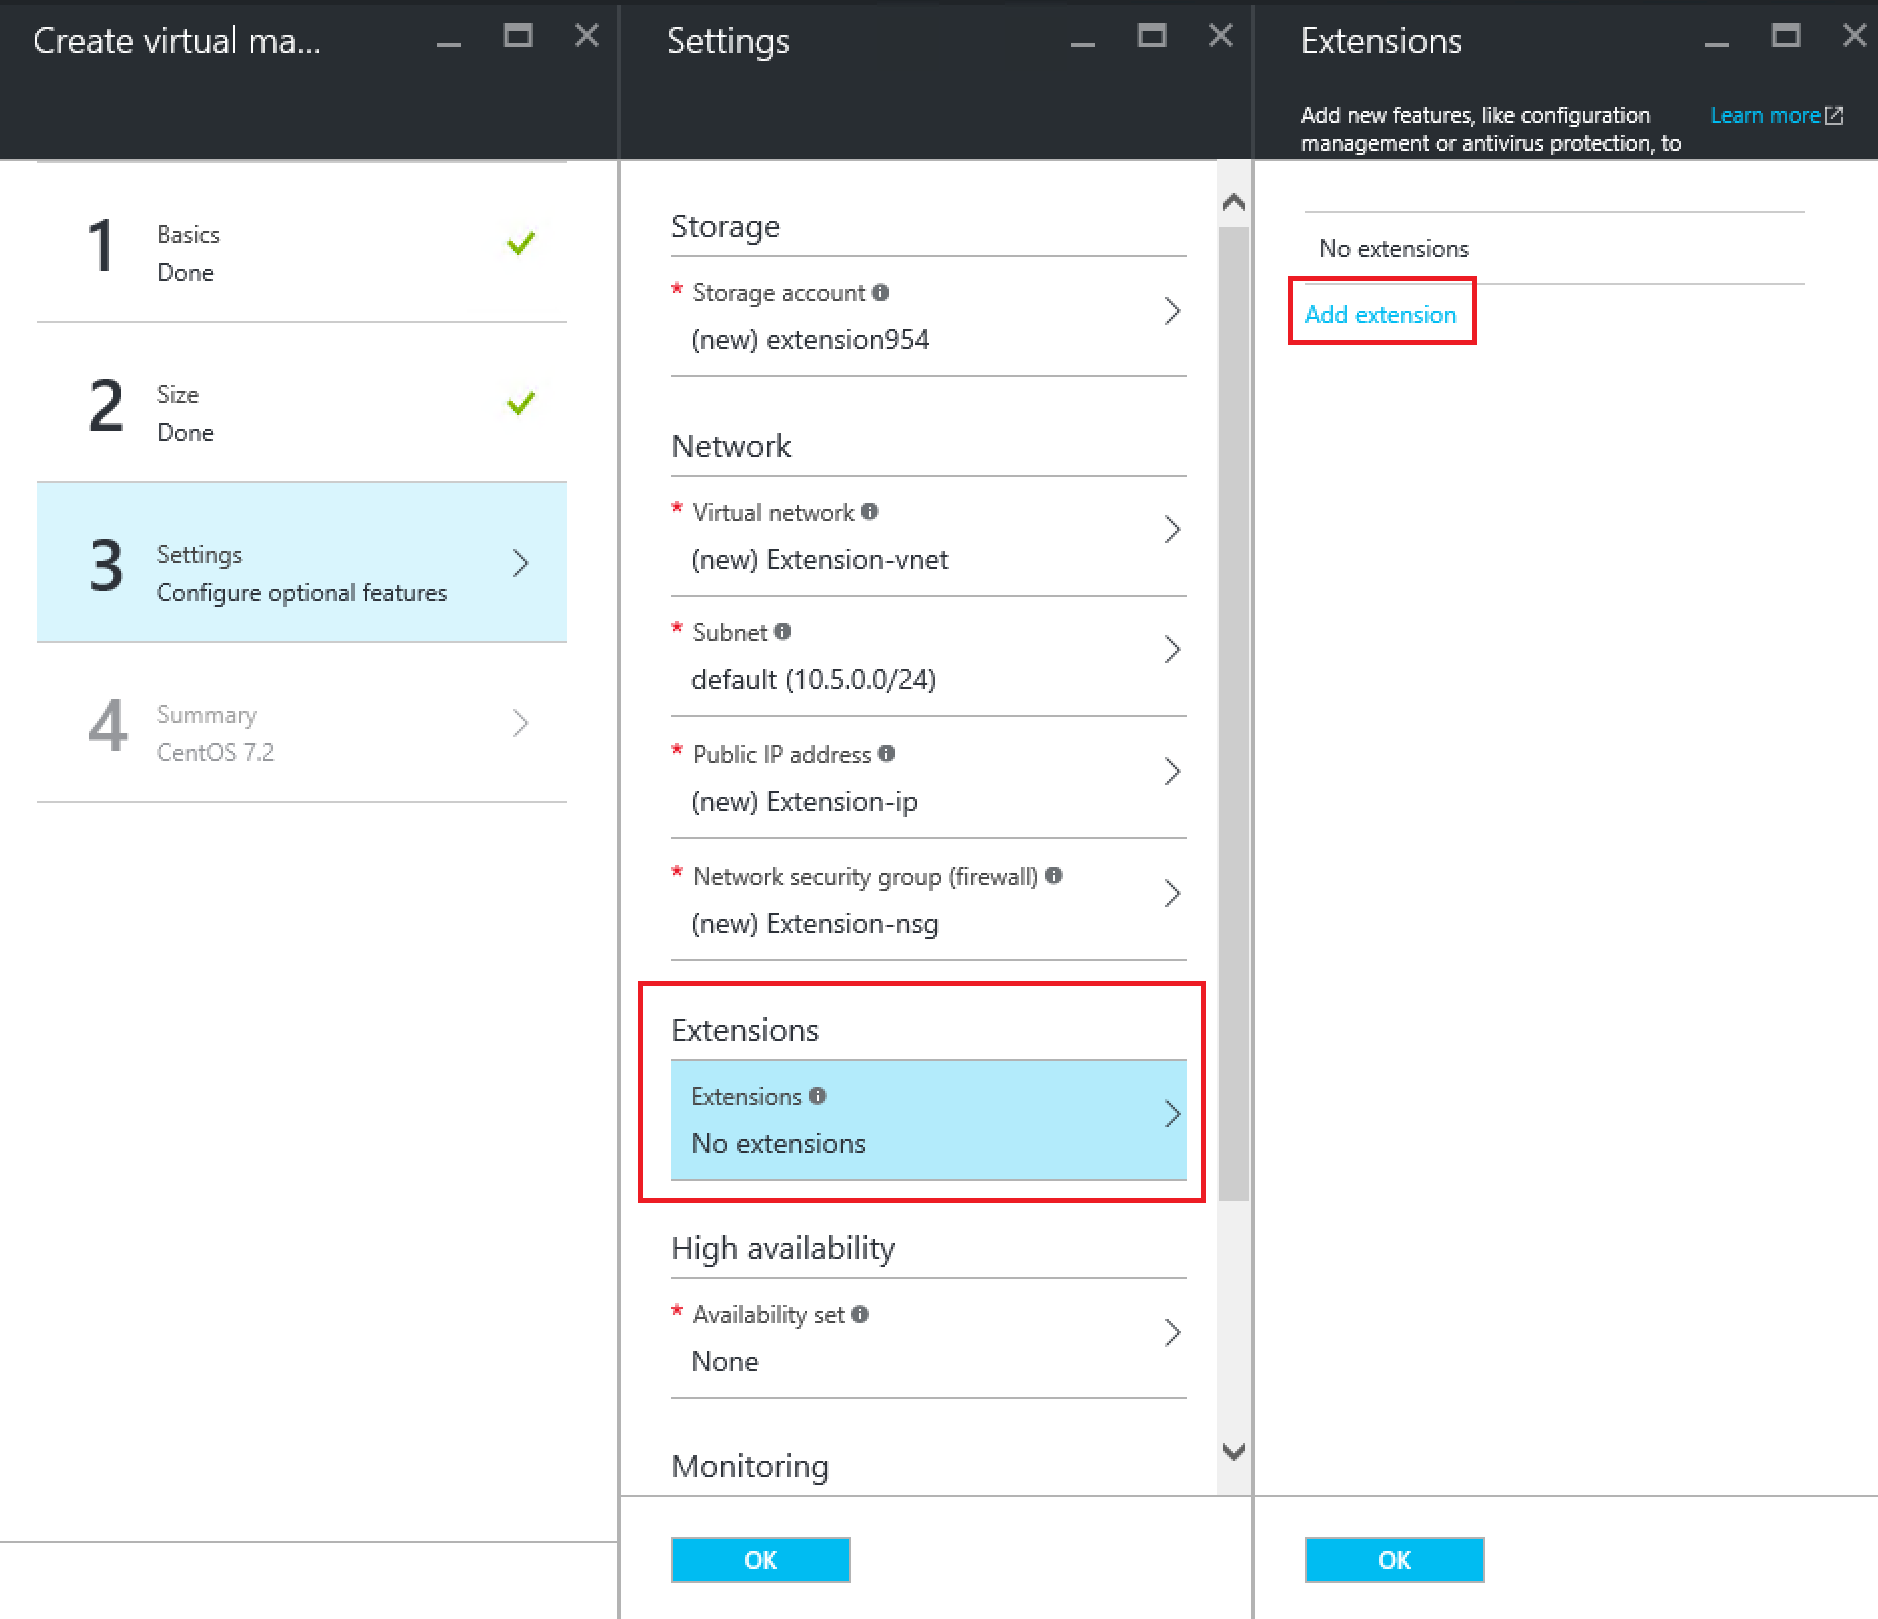 Create virtual ma...
1
Basics
Done
2
Size
Done
3
Settings
Configure optional features
4
Summary
CentOS 7.2
Settings
Storage
* Storage account
(new) extension954
Network
* Virtual network
(new) Extension-vnet
* Subnet
default (10.5.0.0/24)
* Public IP address
(new) Extension-ip
* Network security group (firewall)
(new) Extension-nsg
Extensions
Extensions
No extensions
High availability
* Availability set
None
Monitoring
OK
Extensions
Add new features, like configuration
management or antivirus protection, to
Learn more
No extensions
Add extension
OK